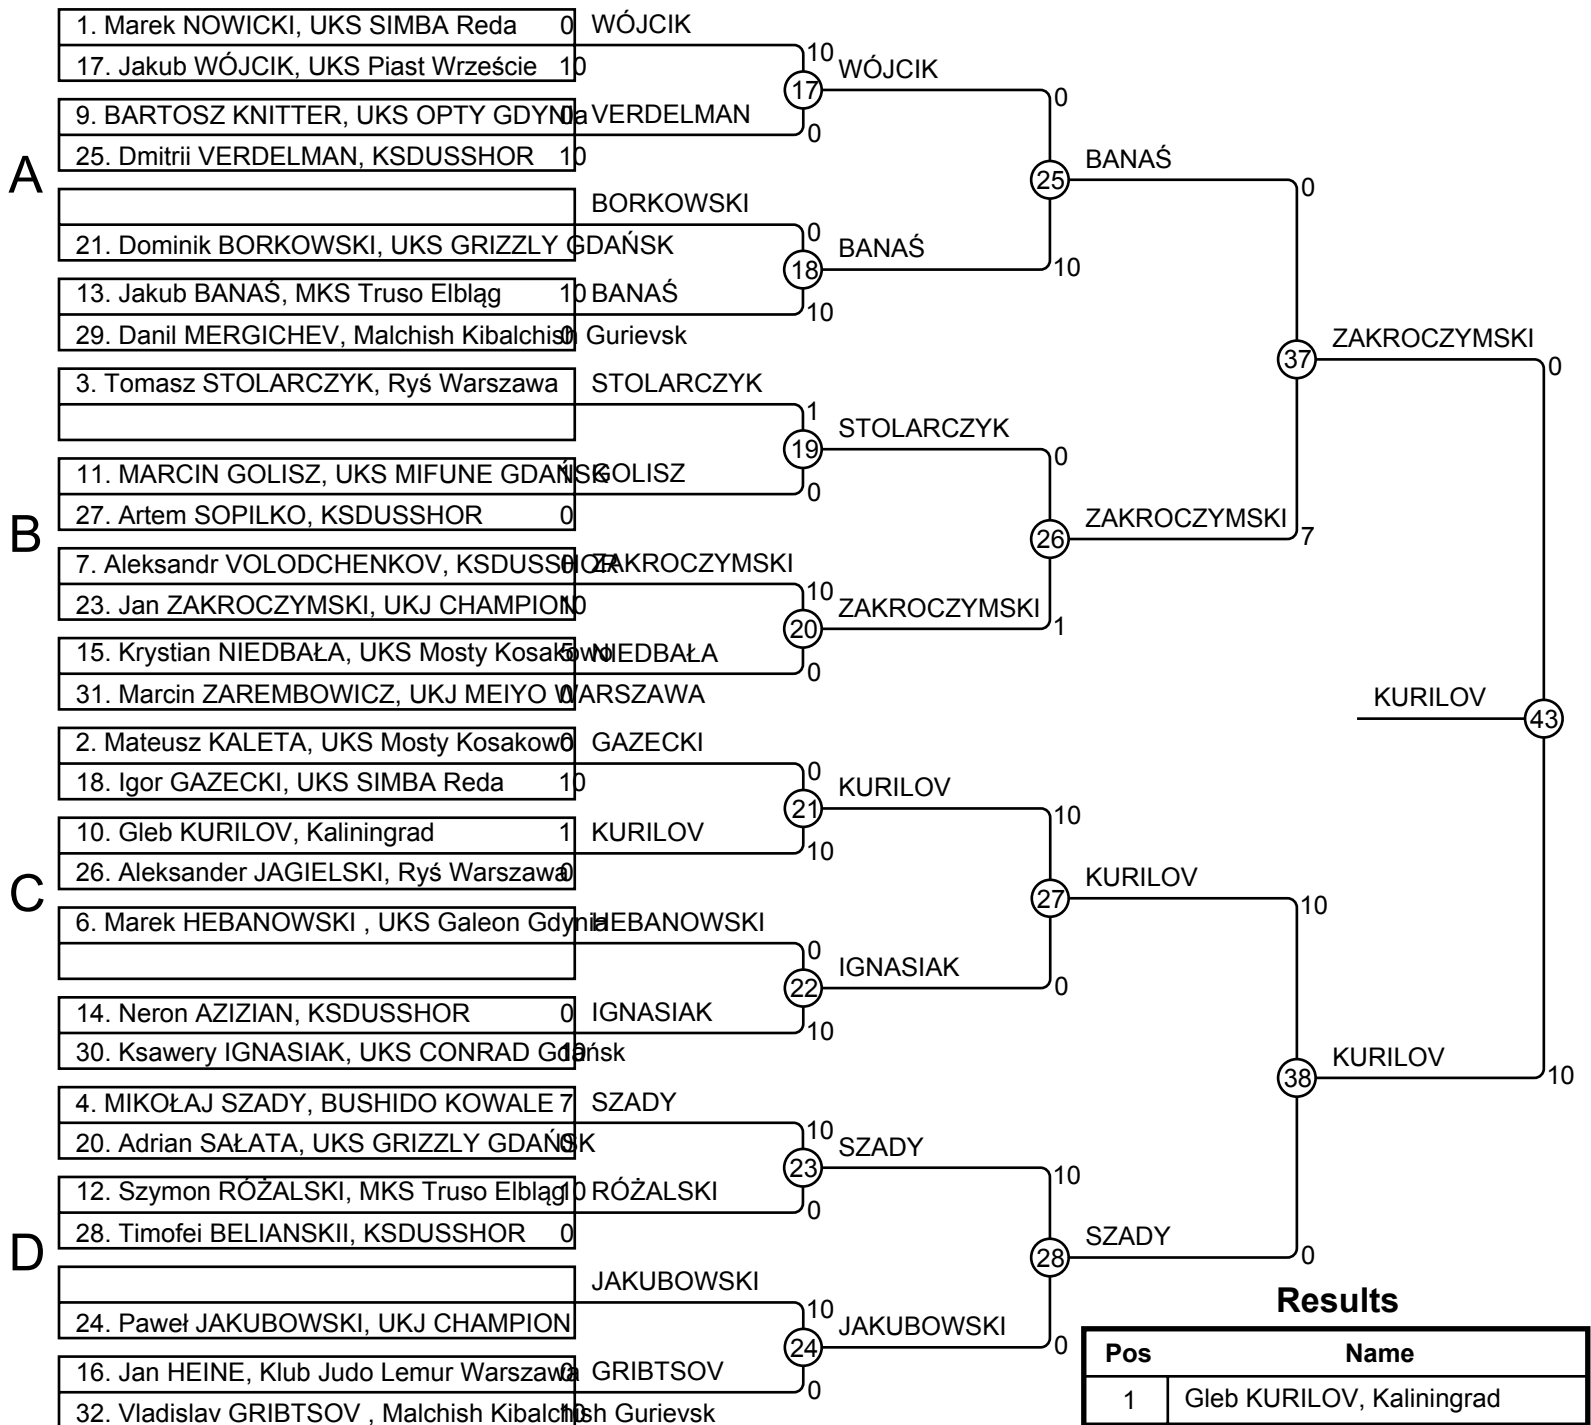 1. Marek NOWICKI, UKS SIMBA Reda 0 WÓJCIK
10
17. Jakub WÓJCIK, UKS Piast Wrzeście 10
17 WÓJCIK
0
9. BARTOSZ KNITTER, UKS OPTY GDYNIa 0 VERDELMAN
0
25. Dmitrii VERDELMAN, KSDUSSHOR 10
A
25 BANAŚ
0
BORKOWSKI
0
21. Dominik BORKOWSKI, UKS GRIZZLY GDAŃSK
18 BANAŚ
10
13. Jakub BANAŚ, MKS Truso Elbląg 10 BANAŚ
10
29. Danil MERGICHEV, Malchish Kibalchish Gurievsk 0
37 ZAKROCZYMSKI
0
3. Tomasz STOLARCZYK, Ryś Warszawa STOLARCZYK
1
19 STOLARCZYK
0
11. MARCIN GOLISZ, UKS MIFUNE GDAŃSK 1 GOLISZ
0
27. Artem SOPILKO, KSDUSSHOR 0
B
26 ZAKROCZYMSKI
7
7. Aleksandr VOLODCHENKOV, KSDUSSHOR 0 ZAKROCZYMSKI
10
23. Jan ZAKROCZYMSKI, UKJ CHAMPION 10
20 ZAKROCZYMSKI
1
15. Krystian NIEDBAŁA, UKS Mosty Kosakowo 5 NIEDBAŁA
0
31. Marcin ZAREMBOWICZ, UKJ MEIYO WARSZAWA 0
KURILOV 43
2. Mateusz KALETA, UKS Mosty Kosakowo 0 GAZECKI
0
18. Igor GAZECKI, UKS SIMBA Reda 10
21 KURILOV
10
10. Gleb KURILOV, Kaliningrad 1 KURILOV
10
26. Aleksander JAGIELSKI, Ryś Warszawa 0
C
27 KURILOV
10
6. Marek HEBANOWSKI , UKS Galeon Gdynia HEBANOWSKI
0
22 IGNASIAK
0
14. Neron AZIZIAN, KSDUSSHOR 0 IGNASIAK
10
30. Ksawery IGNASIAK, UKS CONRAD Gdańsk 10
38 KURILOV
10
4. MIKOŁAJ SZADY, BUSHIDO KOWALE 7 SZADY
10
20. Adrian SAŁATA, UKS GRIZZLY GDAŃSK 0
23 SZADY
10
12. Szymon RÓŻALSKI, MKS Truso Elbląg 10 RÓŻALSKI
0
28. Timofei BELIANSKII, KSDUSSHOR 0
D
28 SZADY
0
JAKUBOWSKI
10
24. Paweł JAKUBOWSKI, UKJ CHAMPION
24 JAKUBOWSKI
0
16. Jan HEINE, Klub Judo Lemur Warszawa 0 GRIBTSOV
0
32. Vladislav GRIBTSOV , Malchish Kibalchish Gurievsk 10
Results
Pos Name
1 Gleb KURILOV, Kaliningrad